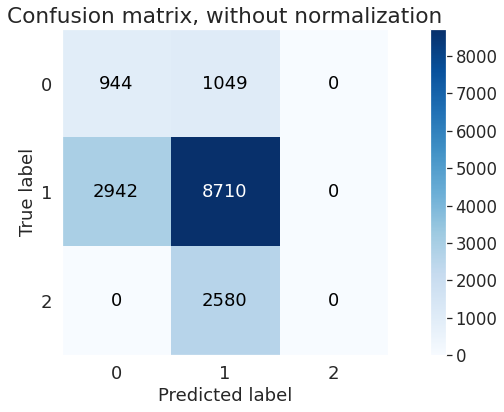 Confusion matrix, without normalization
True label
0
944 1049 0
1
2942 8710 0
2
0 2580 0
0 1 2
Predicted label
8000
7000
6000
5000
4000
3000
2000
1000
0